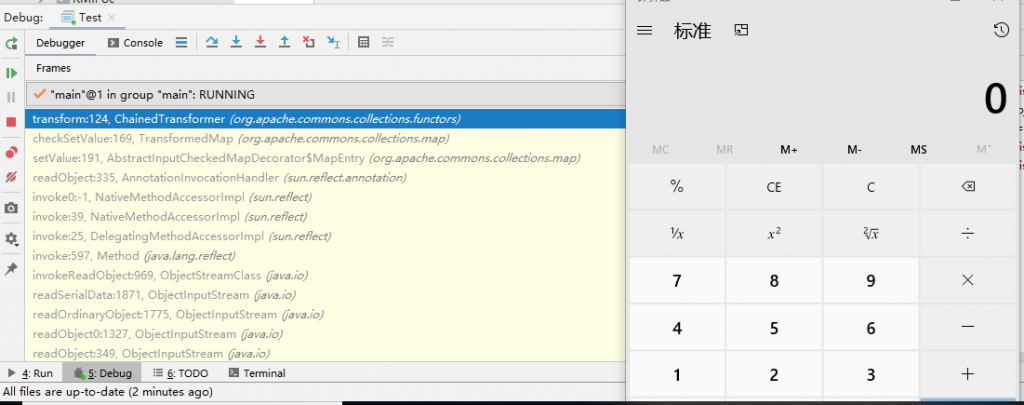 Debug: Test
Debugger Console
Frames
"main"@1 in group "main": RUNNING
transform:124, ChainedTransformer (org.apache.commons.collections.functors)
checkSetValue:169, TransformedMap (org.apache.commons.collections.map)
setValue:191, AbstractInputCheckedMapDecorator$MapEntry (org.apache.commons.collections.map)
readObject:335, AnnotationInvocationHandler (sun.reflect.annotation)
invoke0:-1, NativeMethodAccessorImpl (sun.reflect)
invoke:39, NativeMethodAccessorImpl (sun.reflect)
invoke:25, DelegatingMethodAccessorImpl (sun.reflect)
invoke:597, Method (java.lang.reflect)
invokeReadObject:969, ObjectStreamClass (java.io)
readSerialData:1871, ObjectInputStream (java.io)
readOrdinaryObject:1775, ObjectInputStream (java.io)
readObject0:1327, ObjectInputStream (java.io)
readObject:349, ObjectInputStream (java.io)
4: Run 5: Debug 6: TODO Terminal
All files are up-to-date (2 minutes ago)
标准
0
MC MR M+ M- MS M˅
% CE C
¹/x x² ²√x ÷
7 8 9 ×
4 5 6 −
1 2 3 +